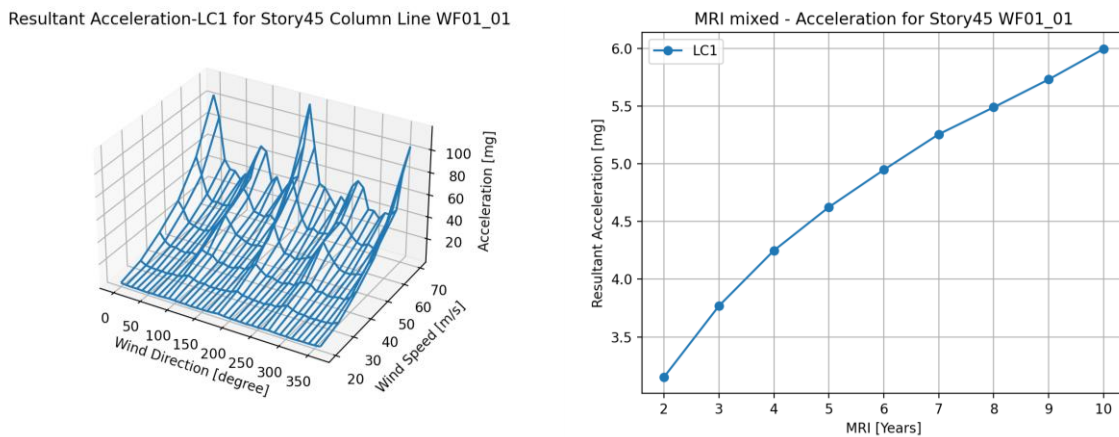 Resultant Acceleration-LC1 for Story45 Column Line WF01_01
100
80
60
40
20
Acceleration [mg]
0
50
100
150
200
250
300
350
Wind Direction [degree]
20
30
40
50
60
70
Wind Speed [m/s]
MRI mixed - Acceleration for Story45 WF01_01
LC1
6.0
5.5
5.0
4.5
4.0
3.5
Resultant Acceleration [mg]
2 3 4 5 6 7 8 9 10
MRI [Years]